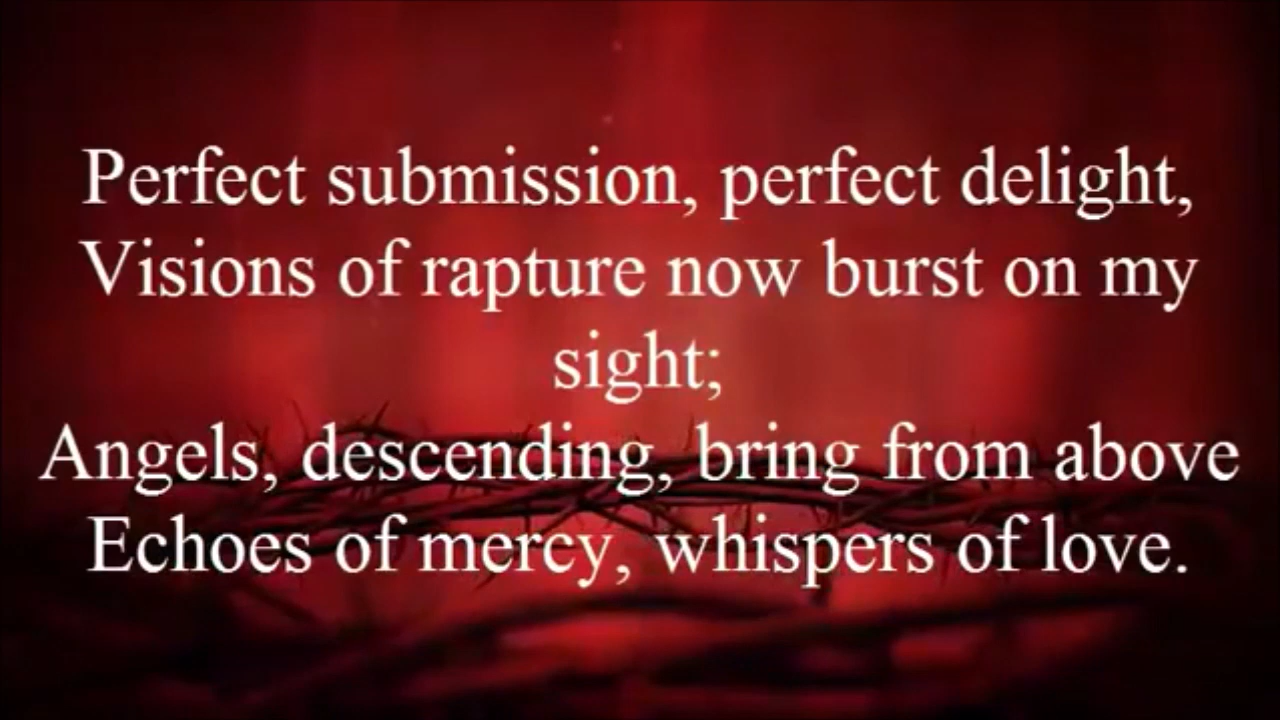 Perfect submission, perfect delight,
Visions of rapture now burst on my
sight;
Angels, descending, bring from above
Echoes of mercy, whispers of love.